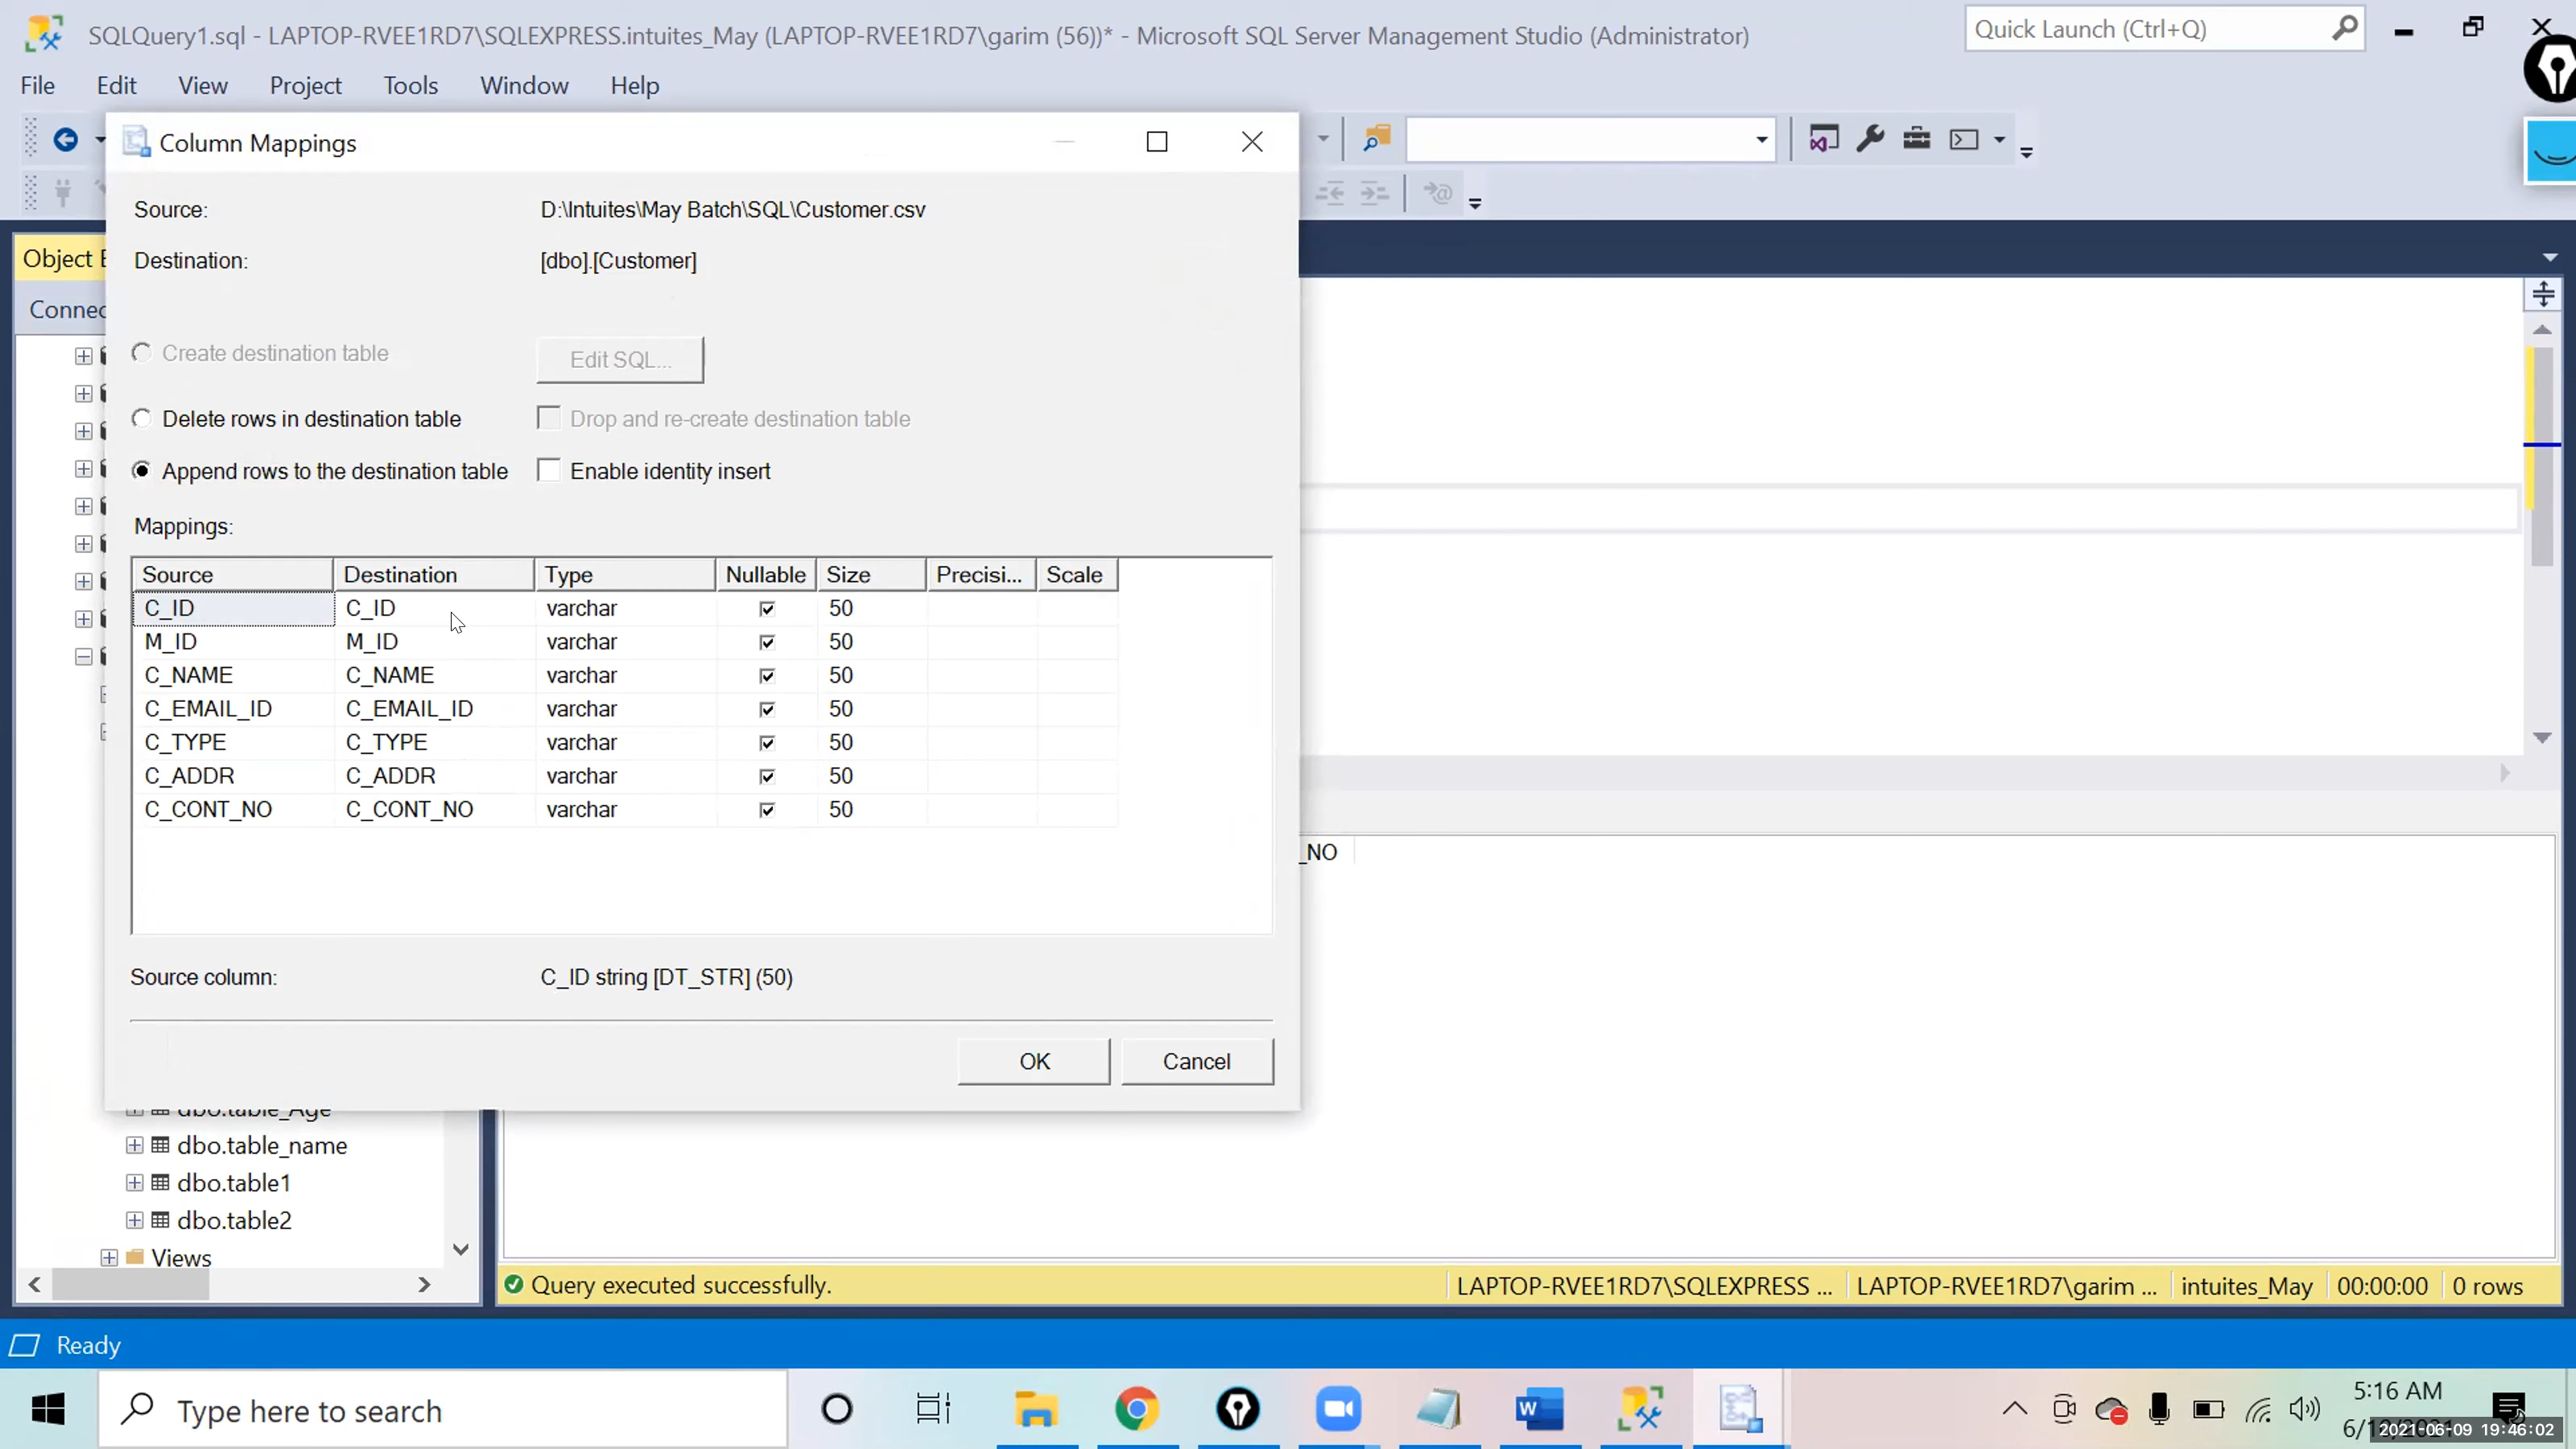 SQLQuery1.sql - LAPTOP-RVEE1RD7\SQLEXPRESS.intuites_May (LAPTOP-RVEE1RD7\garim (56))* - Microsoft SQL Server Management Studio (Administrator)
Quick Launch (Ctrl+Q)
File Edit View Project Tools Window Help
Column Mappings
Source: D:\Intuites\May Batch\SQL\Customer.csv
Object
Destination: [dbo].[Customer]
Create destination table Edit SQL...
Delete rows in destination table Drop and re-create destination table
Append rows to the destination table Enable identity insert
Mappings:
Source Destination Type Nullable Size Precisi... Scale
C_ID C_ID varchar 50
M_ID M_ID varchar 50
C_NAME C_NAME varchar 50
C_EMAIL_ID C_EMAIL_ID varchar 50
C_TYPE C_TYPE varchar 50
C_ADDR C_ADDR varchar 50
C_CONT_NO C_CONT_NO varchar 50
_NO
Source column: C_ID string [DT_STR] (50)
OK Cancel
dbo.table_Age
dbo.table_name
dbo.table1
dbo.table2
Views
Query executed successfully. LAPTOP-RVEE1RD7\SQLEXPRESS ... LAPTOP-RVEE1RD7\garim ... intuites_May 00:00:00 0 rows
Ready
Type here to search
W
5:16 AM
2021-06-09 19:46:02